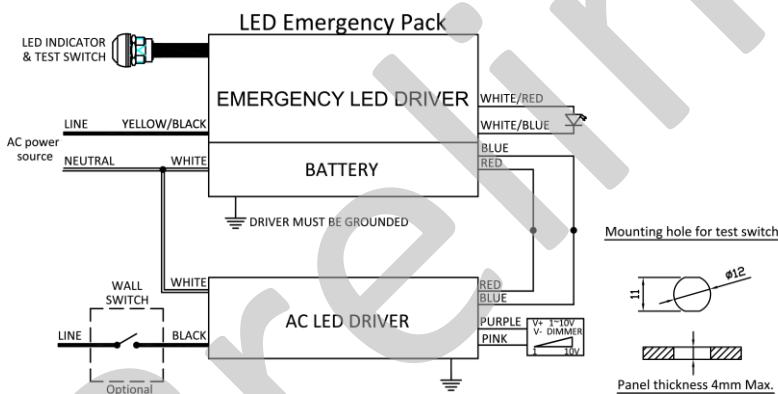 LED Emergency Pack
LED INDICATOR
& TEST SWITCH
EMERGENCY LED DRIVER
WHITE/RED
WHITE/BLUE
LINE
YELLOW/BLACK
AC power
source
NEUTRAL
WHITE
BATTERY
BLUE
RED
DRIVER MUST BE GROUNDED
Mounting hole for test switch
11
ø12
WALL
SWITCH
WHITE
RED
BLUE
LINE
BLACK
AC LED DRIVER
PURPLE
PINK
V+ 1~10V
V- DIMMER
1 10V
Optional
Panel thickness 4mm Max.